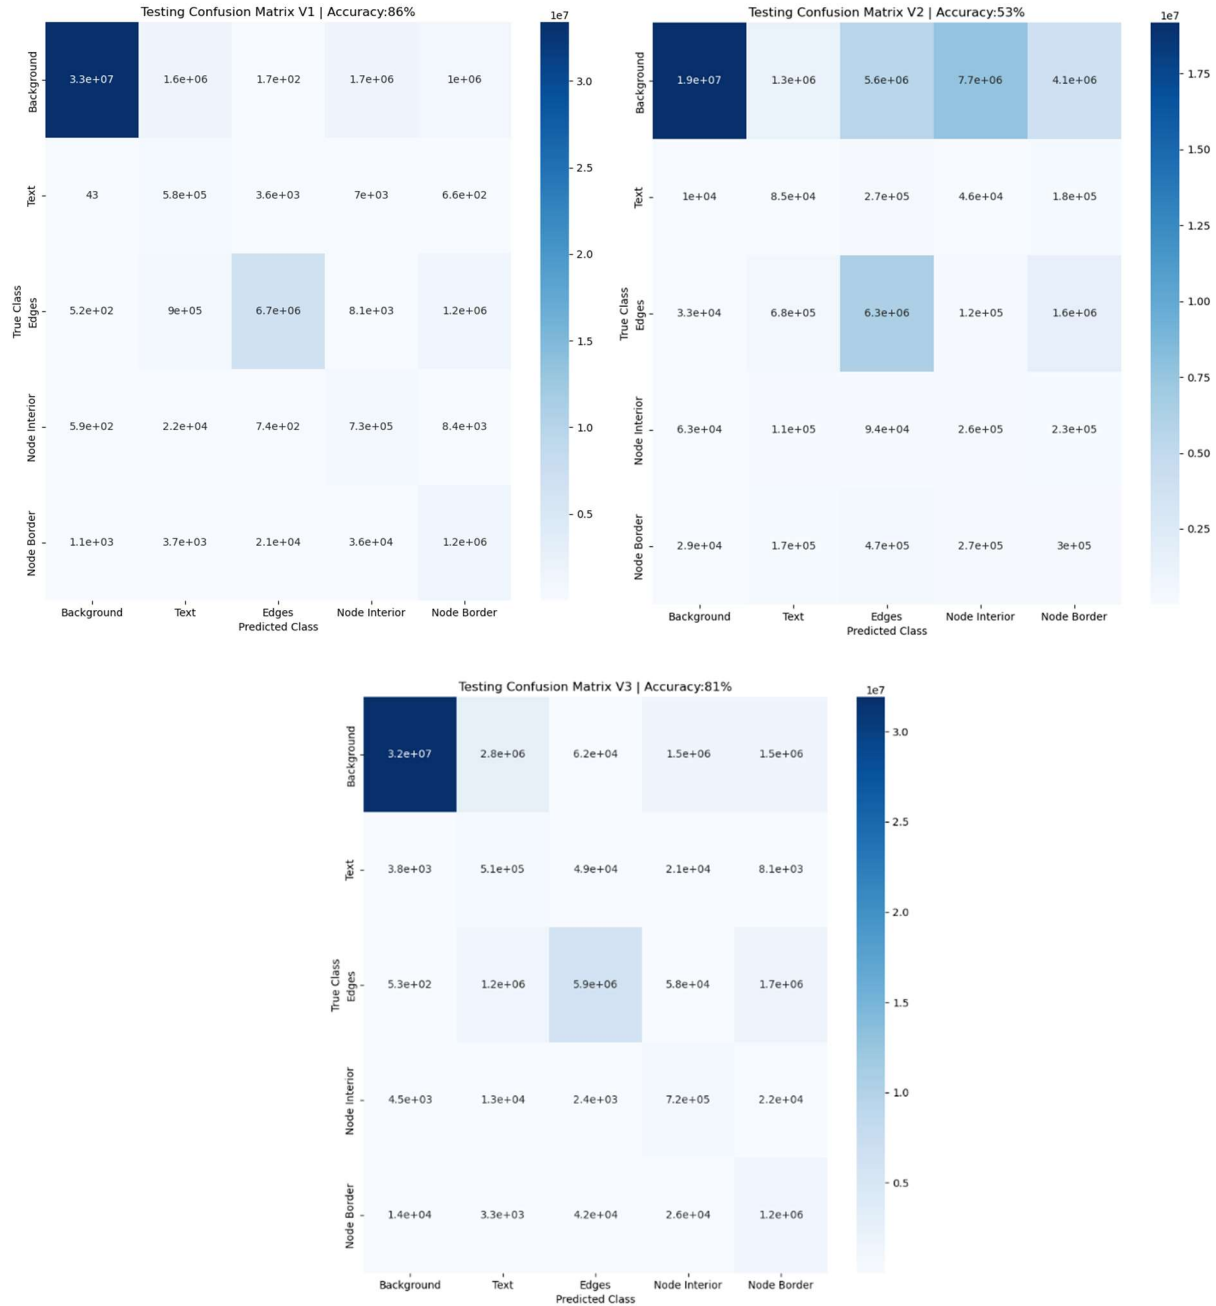 Testing Confusion Matrix V1 | Accuracy:86%
1e7
Background 3.3e+07 1.6e+06 1.7e+02 1.7e+06 1e+06
Text 43 5.8e+05 3.6e+03 7e+03 6.6e+02
Edges 5.2e+02 9e+05 6.7e+06 8.1e+03 1.2e+06
Node Interior 5.9e+02 2.2e+04 7.4e+02 7.3e+05 8.4e+03
Node Border 1.1e+03 3.7e+03 2.1e+04 3.6e+04 1.2e+06
True Class
Background Text Edges Node Interior Node Border
Predicted Class
3.0
2.5
2.0
1.5
1.0
0.5
Testing Confusion Matrix V2 | Accuracy:53%
1e7
Background 1.9e+07 1.3e+06 5.6e+06 7.7e+06 4.1e+06
Text 1e+04 8.5e+04 2.7e+05 4.6e+04 1.8e+05
Edges 3.3e+04 6.8e+05 6.3e+06 1.2e+05 1.6e+06
Node Interior 6.3e+04 1.1e+05 9.4e+04 2.6e+05 2.3e+05
Node Border 2.9e+04 1.7e+05 4.7e+05 2.7e+05 3e+05
True Class
Background Text Edges Node Interior Node Border
Predicted Class
1.75
1.50
1.25
1.00
0.75
0.50
0.25
Testing Confusion Matrix V3 | Accuracy:81%
1e7
Background 3.2e+07 2.8e+06 6.2e+04 1.5e+06 1.5e+06
Text 3.8e+03 5.1e+05 4.9e+04 2.1e+04 8.1e+03
Edges 5.3e+02 1.2e+06 5.9e+06 5.8e+04 1.7e+06
Node Interior 4.5e+03 1.3e+04 2.4e+03 7.2e+05 2.2e+04
Node Border 1.4e+04 3.3e+03 4.2e+04 2.6e+04 1.2e+06
True Class
Background Text Edges Node Interior Node Border
Predicted Class
3.0
2.5
2.0
1.5
1.0
0.5